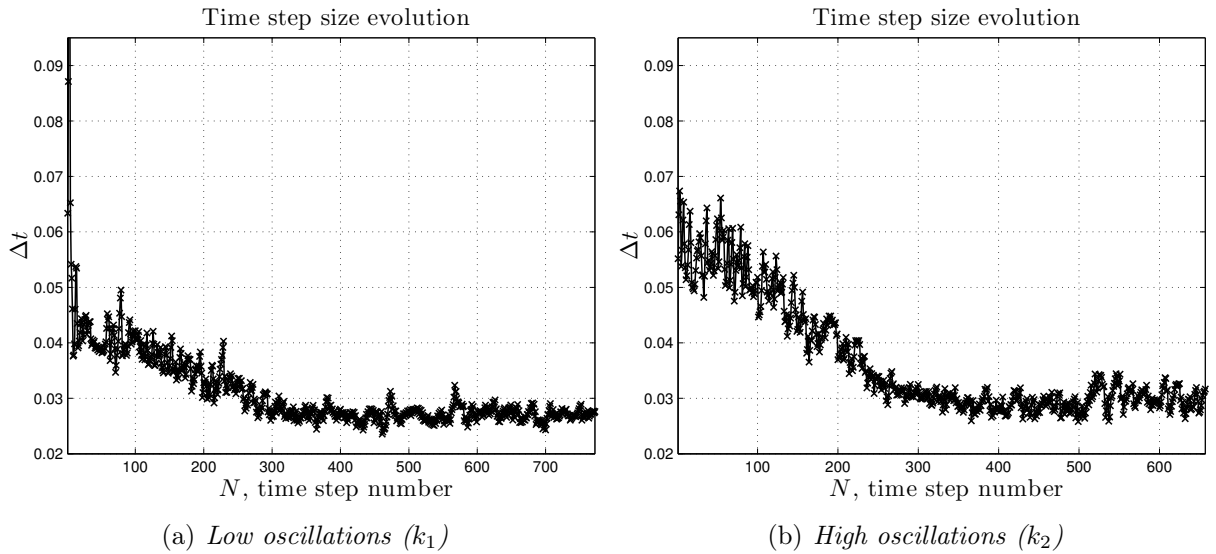 Time step size evolution
0.09
0.08
0.07
0.06
0.05
0.04
0.03
0.02
Δt
100 200 300 400 500 600 700
N, time step number
(a) Low oscillations (k₁)
Time step size evolution
0.09
0.08
0.07
0.06
0.05
0.04
0.03
0.02
Δt
100 200 300 400 500 600
N, time step number
(b) High oscillations (k₂)